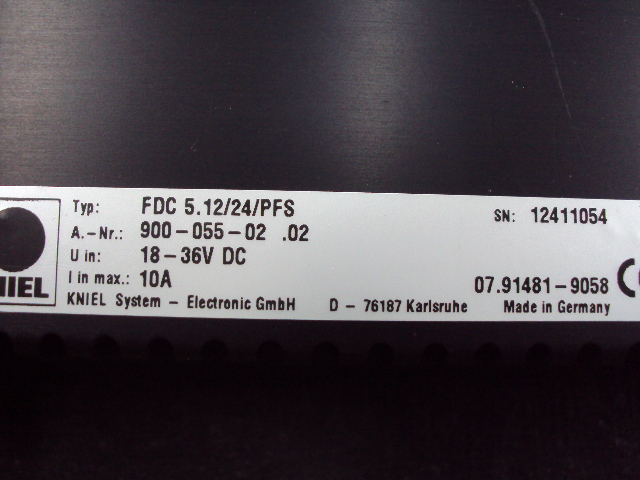 Typ: FDC 5.12/24/PFS SN: 12411054
A.-Nr.: 900-055-02 .02
U in: 18-36V DC
I in max.: 10A 07.91481-9058
NIEL KNIEL System - Electronic GmbH D - 76187 Karlsruhe Made in Germany